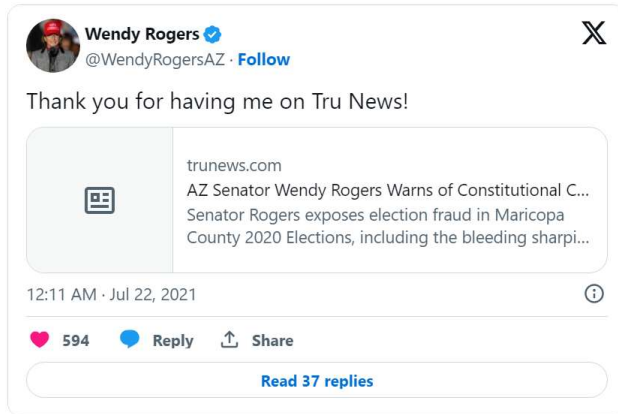 Wendy Rogers
@WendyRogersAZ · Follow
Thank you for having me on Tru News!
trunews.com
AZ Senator Wendy Rogers Warns of Constitutional C...
Senator Rogers exposes election fraud in Maricopa
County 2020 Elections, including the bleeding sharpi...
12:11 AM · Jul 22, 2021
594 Reply Share
Read 37 replies